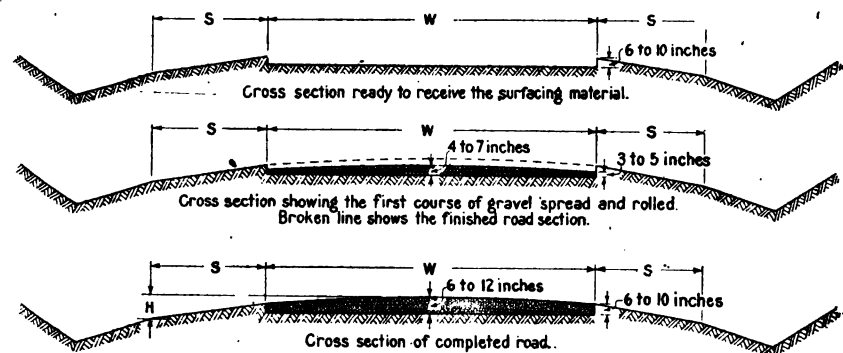 S W S
6 to 10 inches
Cross section ready to receive the surfacing material.
S W S
4 to 7 inches
3 to 5 inches
Cross section showing the first course of gravel spread and rolled.
Broken line shows the finished road section.
S W S
H
6 to 12 inches
6 to 10 inches
Cross section of completed road.